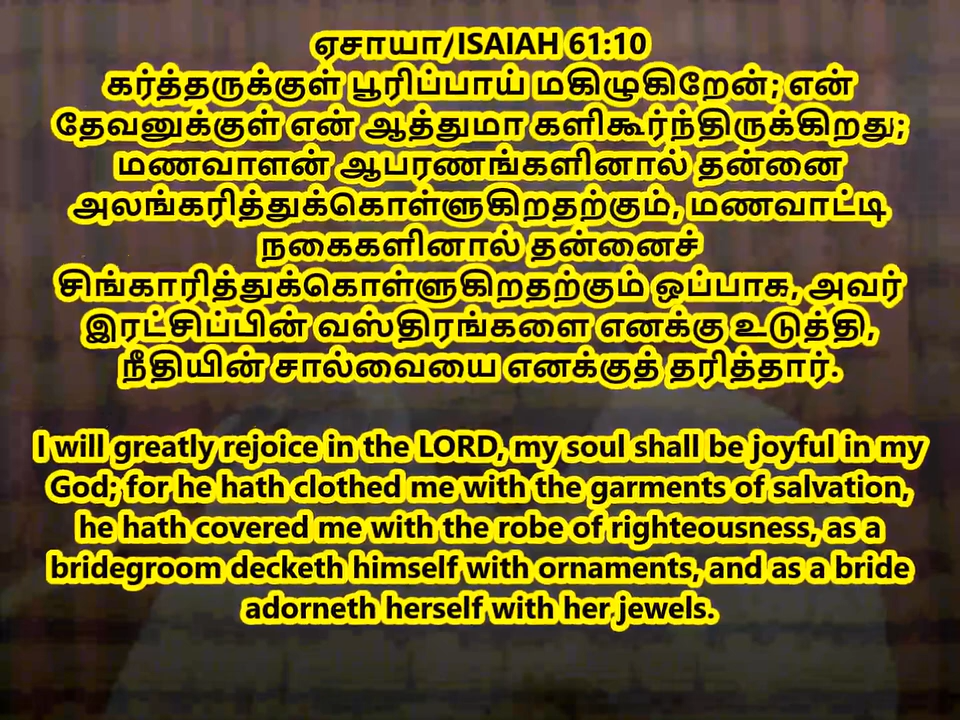 ஏசாயா/ISAIAH 61:10
கர்த்தருக்குள் பூரிப்பாய் மகிழுகிறேன்; என்
தேவனுக்குள் என் ஆத்துமா களிகூர்ந்திருக்கிறது;
மணவாளன் ஆபரணங்களினால் தன்னை
அலங்கரித்துக்கொள்ளுகிறதற்கும், மணவாட்டி
நகைகளினால் தன்னைச்
சிங்காரித்துக்கொள்ளுகிறதற்கும் ஒப்பாக, அவர்
இரட்சிப்பின் வஸ்திரங்களை எனக்கு உடுத்தி,
நீதியின் சால்வையை எனக்குத் தரித்தார்.
I will greatly rejoice in the LORD, my soul shall be joyful in my
God; for he hath clothed me with the garments of salvation,
he hath covered me with the robe of righteousness, as a
bridegroom decketh himself with ornaments, and as a bride
adorneth herself with her jewels.